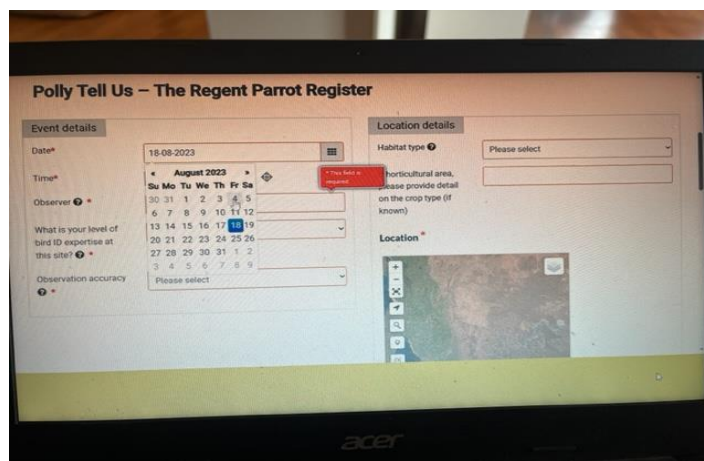 Polly Tell Us – The Regent Parrot Register
Event details
Date*
18-08-2023
Time*
« August 2023 »
Su Mo Tu We Th Fr Sa
30 31 1 2 3 4 5
6 7 8 9 10 11 12
13 14 15 16 17 18 19
20 21 22 23 24 25 26
27 28 29 30 31 1 2
3 4 5 6 7 8 9
* This field is
required
Observer ? *
What is your level of
bird ID expertise at
this site? ? *
Observation accuracy
? *
Please select
Location details
Habitat type ?
Please select
horticultural area,
please provide detail
on the crop type (if
known)
Location *
acer